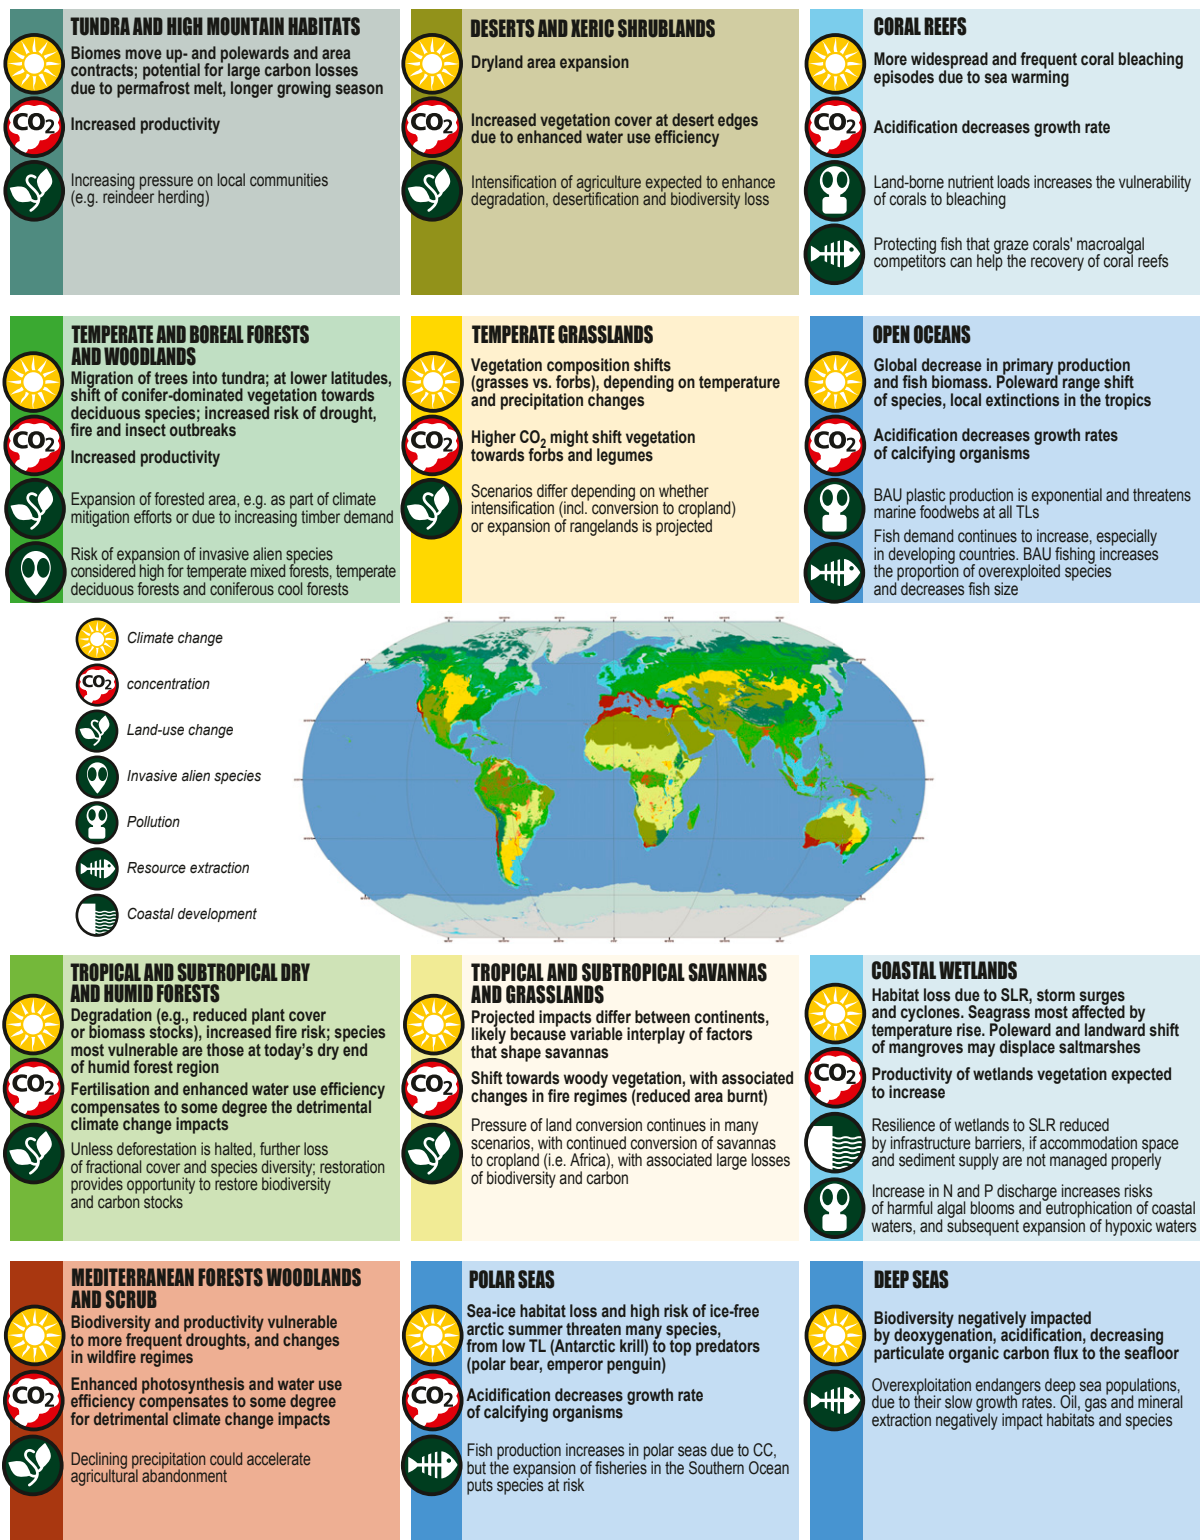 TUNDRA AND HIGH MOUNTAIN HABITATS
Biomes move up- and polewards and area
contracts; potential for large carbon losses
due to permafrost melt, longer growing season
CO2
Increased productivity
Increasing pressure on local communities
(e.g. reindeer herding)
DESERTS AND XERIC SHRUBLANDS
Dryland area expansion
CO2
Increased vegetation cover at desert edges
due to enhanced water use efficiency
Intensification of agriculture expected to enhance
degradation, desertification and biodiversity loss
CORAL REEFS
More widespread and frequent coral bleaching
episodes due to sea warming
CO2
Acidification decreases growth rate
Land-borne nutrient loads increases the vulnerability
of corals to bleaching
Protecting fish that graze corals' macroalgal
competitors can help the recovery of coral reefs
TEMPERATE AND BOREAL FORESTS
AND WOODLANDS
Migration of trees into tundra; at lower latitudes,
shift of conifer-dominated vegetation towards
deciduous species; increased risk of drought,
fire and insect outbreaks
CO2
Increased productivity
Expansion of forested area, e.g. as part of climate
mitigation efforts or due to increasing timber demand
Risk of expansion of invasive alien species
considered high for temperate mixed forests, temperate
deciduous forests and coniferous cool forests
TEMPERATE GRASSLANDS
Vegetation composition shifts
(grasses vs. forbs), depending on temperature
and precipitation changes
CO2
Higher CO2 might shift vegetation
towards forbs and legumes
Scenarios differ depending on whether
intensification (incl. conversion to cropland)
or expansion of rangelands is projected
OPEN OCEANS
Global decrease in primary production
and fish biomass. Poleward range shift
of species, local extinctions in the tropics
CO2
Acidification decreases growth rates
of calcifying organisms
BAU plastic production is exponential and threatens
marine foodwebs at all TLs
Fish demand continues to increase, especially
in developing countries. BAU fishing increases
the proportion of overexploited species
and decreases fish size
Climate change
CO2
concentration
Land-use change
Invasive alien species
Pollution
Resource extraction
Coastal development
TROPICAL AND SUBTROPICAL DRY
AND HUMID FORESTS
Degradation (e.g., reduced plant cover
or biomass stocks), increased fire risk; species
most vulnerable are those at today's dry end
of humid forest region
CO2
Fertilisation and enhanced water use efficiency
compensates to some degree the detrimental
climate change impacts
Unless deforestation is halted, further loss
of fractional cover and species diversity; restoration
provides opportunity to restore biodiversity
and carbon stocks
TROPICAL AND SUBTROPICAL SAVANNAS
AND GRASSLANDS
Projected impacts differ between continents,
likely because variable interplay of factors
that shape savannas
CO2
Shift towards woody vegetation, with associated
changes in fire regimes (reduced area burnt)
Pressure of land conversion continues in many
scenarios, with continued conversion of savannas
to cropland (i.e. Africa), with associated large losses
of biodiversity and carbon
COASTAL WETLANDS
Habitat loss due to SLR, storm surges
and cyclones. Seagrass most affected by
temperature rise. Poleward and landward shift
of mangroves may displace saltmarshes
CO2
Productivity of wetlands vegetation expected
to increase
Resilience of wetlands to SLR reduced
by infrastructure barriers, if accommodation space
and sediment supply are not managed properly
Increase in N and P discharge increases risks
of harmful algal blooms and eutrophication of coastal
waters, and subsequent expansion of hypoxic waters
MEDITERRANEAN FORESTS WOODLANDS
AND SCRUB
Biodiversity and productivity vulnerable
to more frequent droughts, and changes
in wildfire regimes
CO2
Enhanced photosynthesis and water use
efficiency compensates to some degree
for detrimental climate change impacts
Declining precipitation could accelerate
agricultural abandonment
POLAR SEAS
Sea-ice habitat loss and high risk of ice-free
arctic summer threaten many species,
from low TL (Antarctic krill) to top predators
(polar bear, emperor penguin)
CO2
Acidification decreases growth rate
of calcifying organisms
Fish production increases in polar seas due to CC,
but the expansion of fisheries in the Southern Ocean
puts species at risk
DEEP SEAS
Biodiversity negatively impacted
by deoxygenation, acidification, decreasing
particulate organic carbon flux to the seafloor
Overexploitation endangers deep sea populations,
due to their slow growth rates. Oil, gas and mineral
extraction negatively impact habitats and species